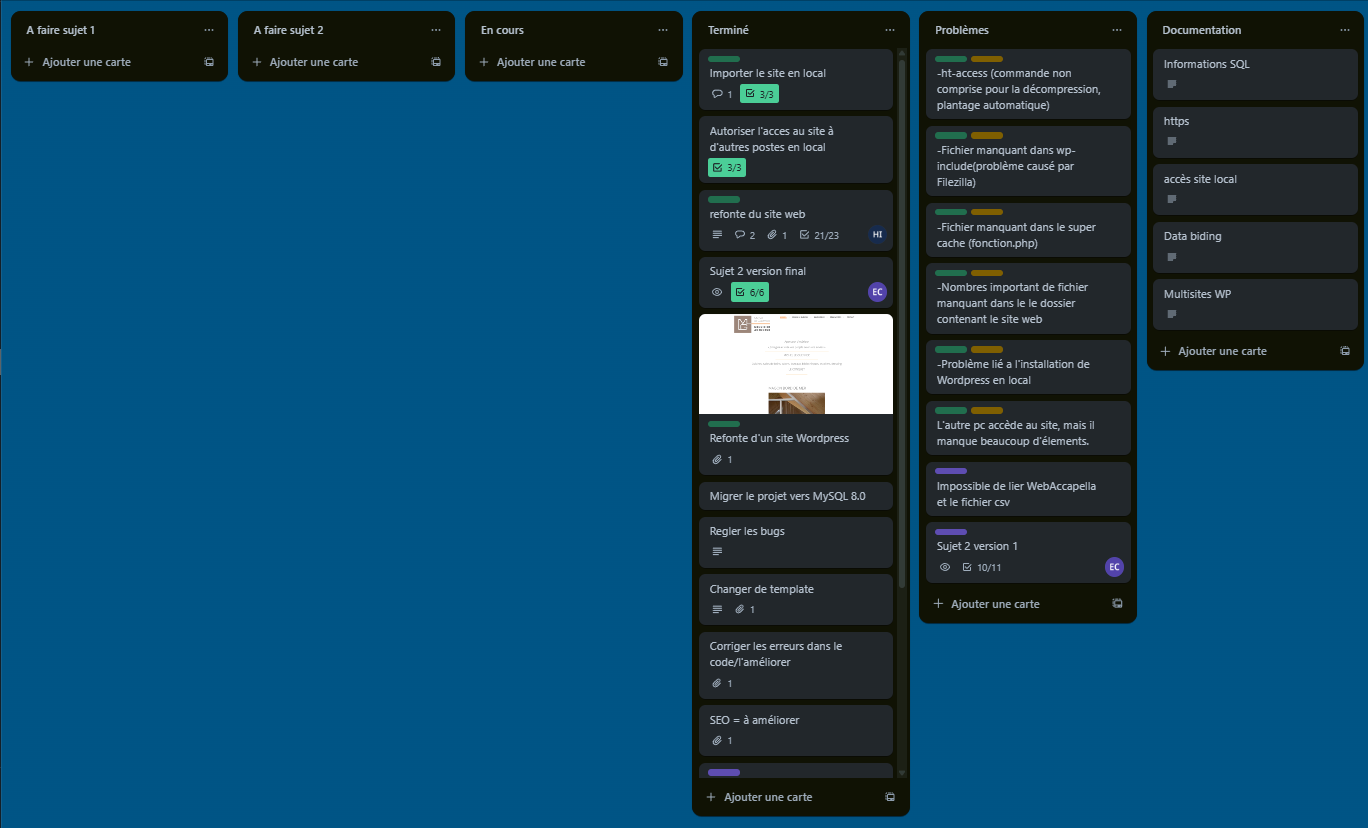 A faire sujet 1
Ajouter une carte
A faire sujet 2
Ajouter une carte
En cours
Ajouter une carte
Terminé
Importer le site en local
1
3/3
Autoriser l'acces au site à
d'autres postes en local
3/3
refonte du site web
2
1
21/23
HI
Sujet 2 version final
6/6
EC
Refonte d'un site Wordpress
1
Migrer le projet vers MySQL 8.0
Regler les bugs
Changer de template
1
Corriger les erreurs dans le
code/l'améliorer
1
SEO = à améliorer
1
Ajouter une carte
Problèmes
-ht-access (commande non
comprise pour la décompression,
plantage automatique)
-Fichier manquant dans wp-
include(problème causé par
Filezilla)
-Fichier manquant dans le super
cache (fonction.php)
-Nombres important de fichier
manquant dans le le dossier
contenant le site web
-Problème lié a l'installation de
Wordpress en local
L'autre pc accède au site, mais il
manque beaucoup d'élements.
Impossible de lier WebAccapella
et le fichier csv
Sujet 2 version 1
10/11
EC
Ajouter une carte
Documentation
Informations SQL
https
accès site local
Data biding
Multisites WP
Ajouter une carte